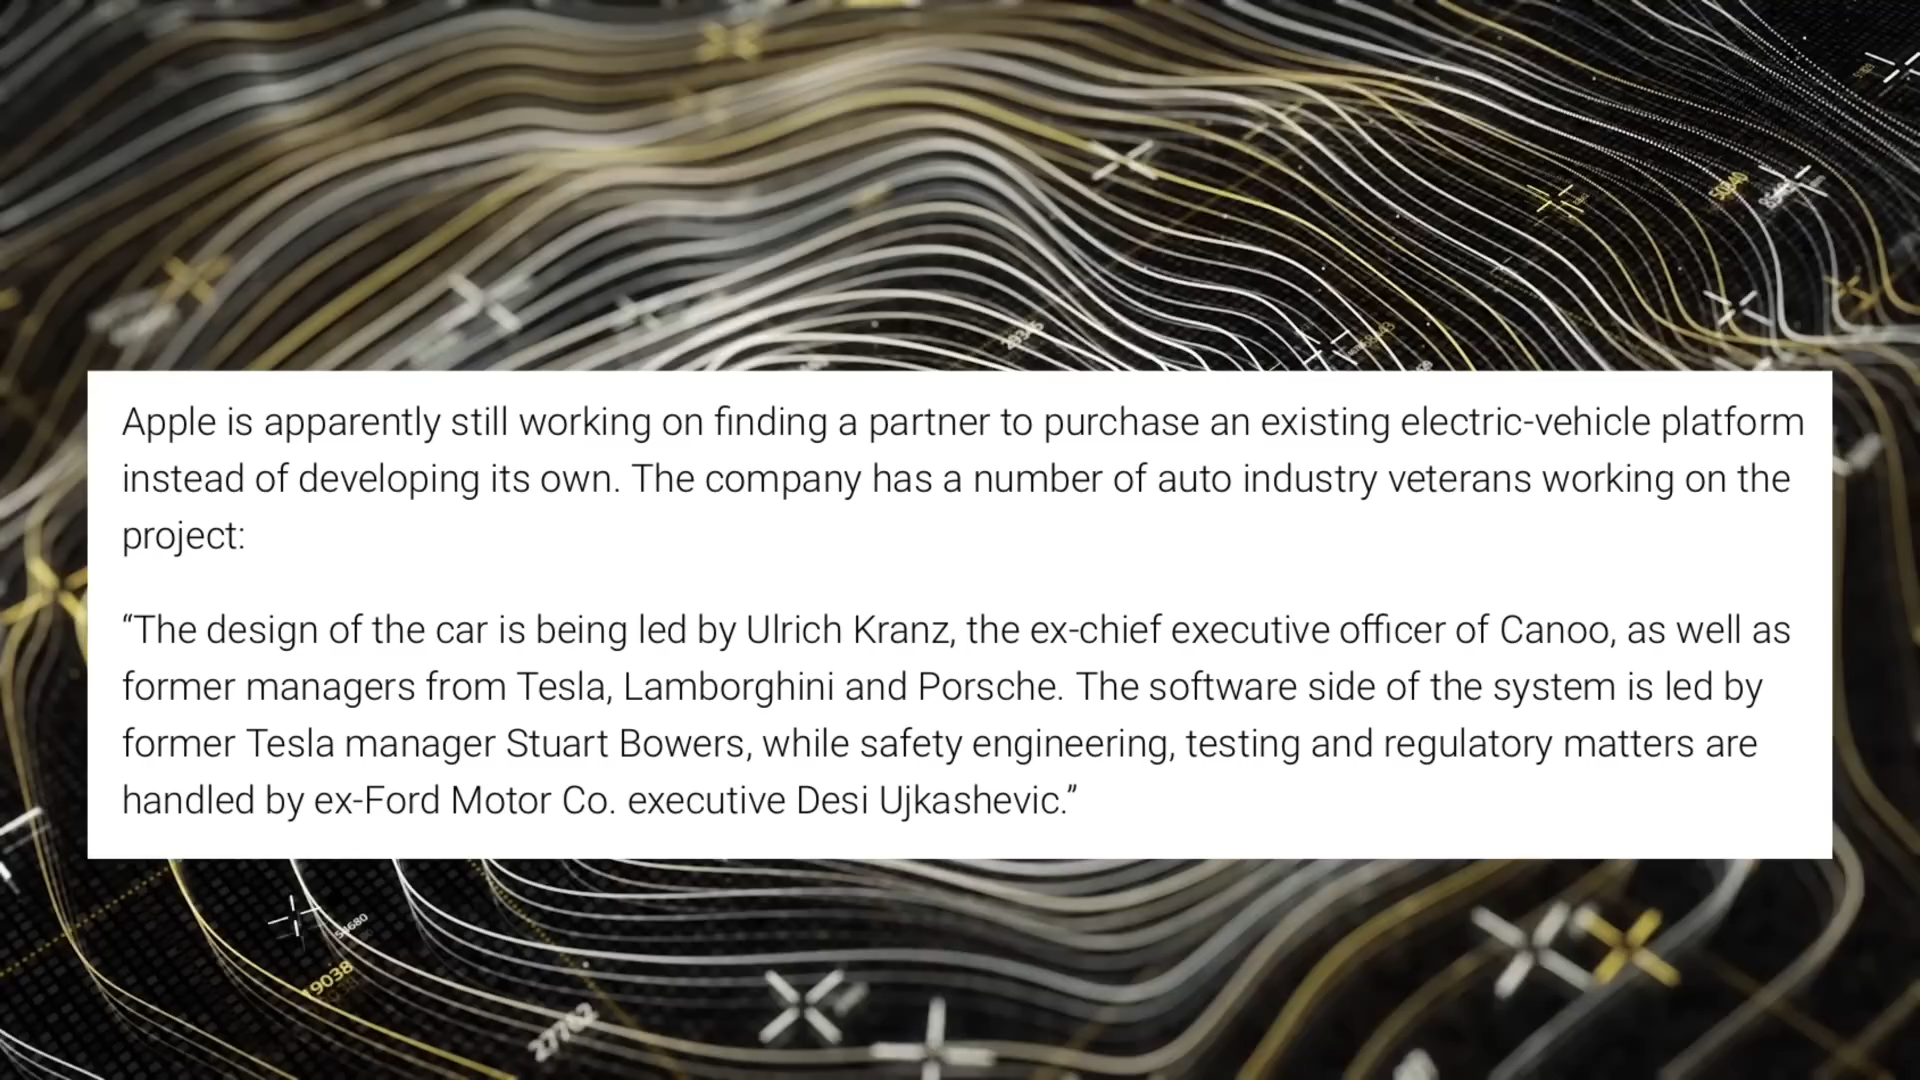 50840
29345
Apple is apparently still working on finding a partner to purchase an existing electric-vehicle platform
instead of developing its own. The company has a number of auto industry veterans working on the
project:
“The design of the car is being led by Ulrich Kranz, the ex-chief executive officer of Canoo, as well as
former managers from Tesla, Lamborghini and Porsche. The software side of the system is led by
former Tesla manager Stuart Bowers, while safety engineering, testing and regulatory matters are
handled by ex-Ford Motor Co. executive Desi Ujkashevic.”
19038
27762